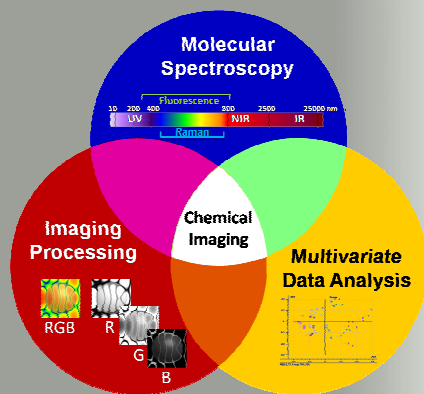 Molecular
Spectroscopy
Fluorescence
10 200 400 800 2500 25000 nm
UV NIR IR
Raman
Imaging
Processing
Chemical
Imaging
Multivariate
Data Analysis
RGB
R
G
B